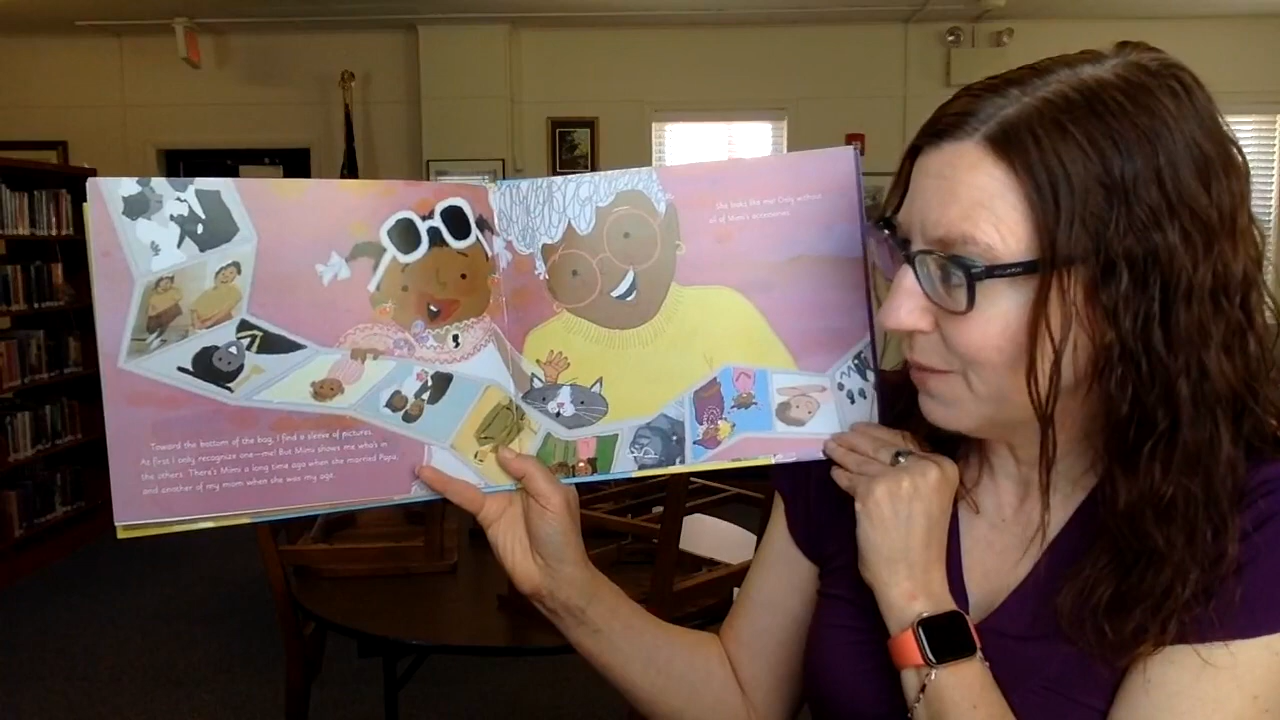 Toward the bottom of the bag, I find a sleeve of pictures.
At first I only recognize one—me! But Mimi shows me who's in
the others. There's Mimi a long time ago when she married Papu,
and another of my mom when she was my age.
She looks like me! Only without
all of Mimi's accessories.